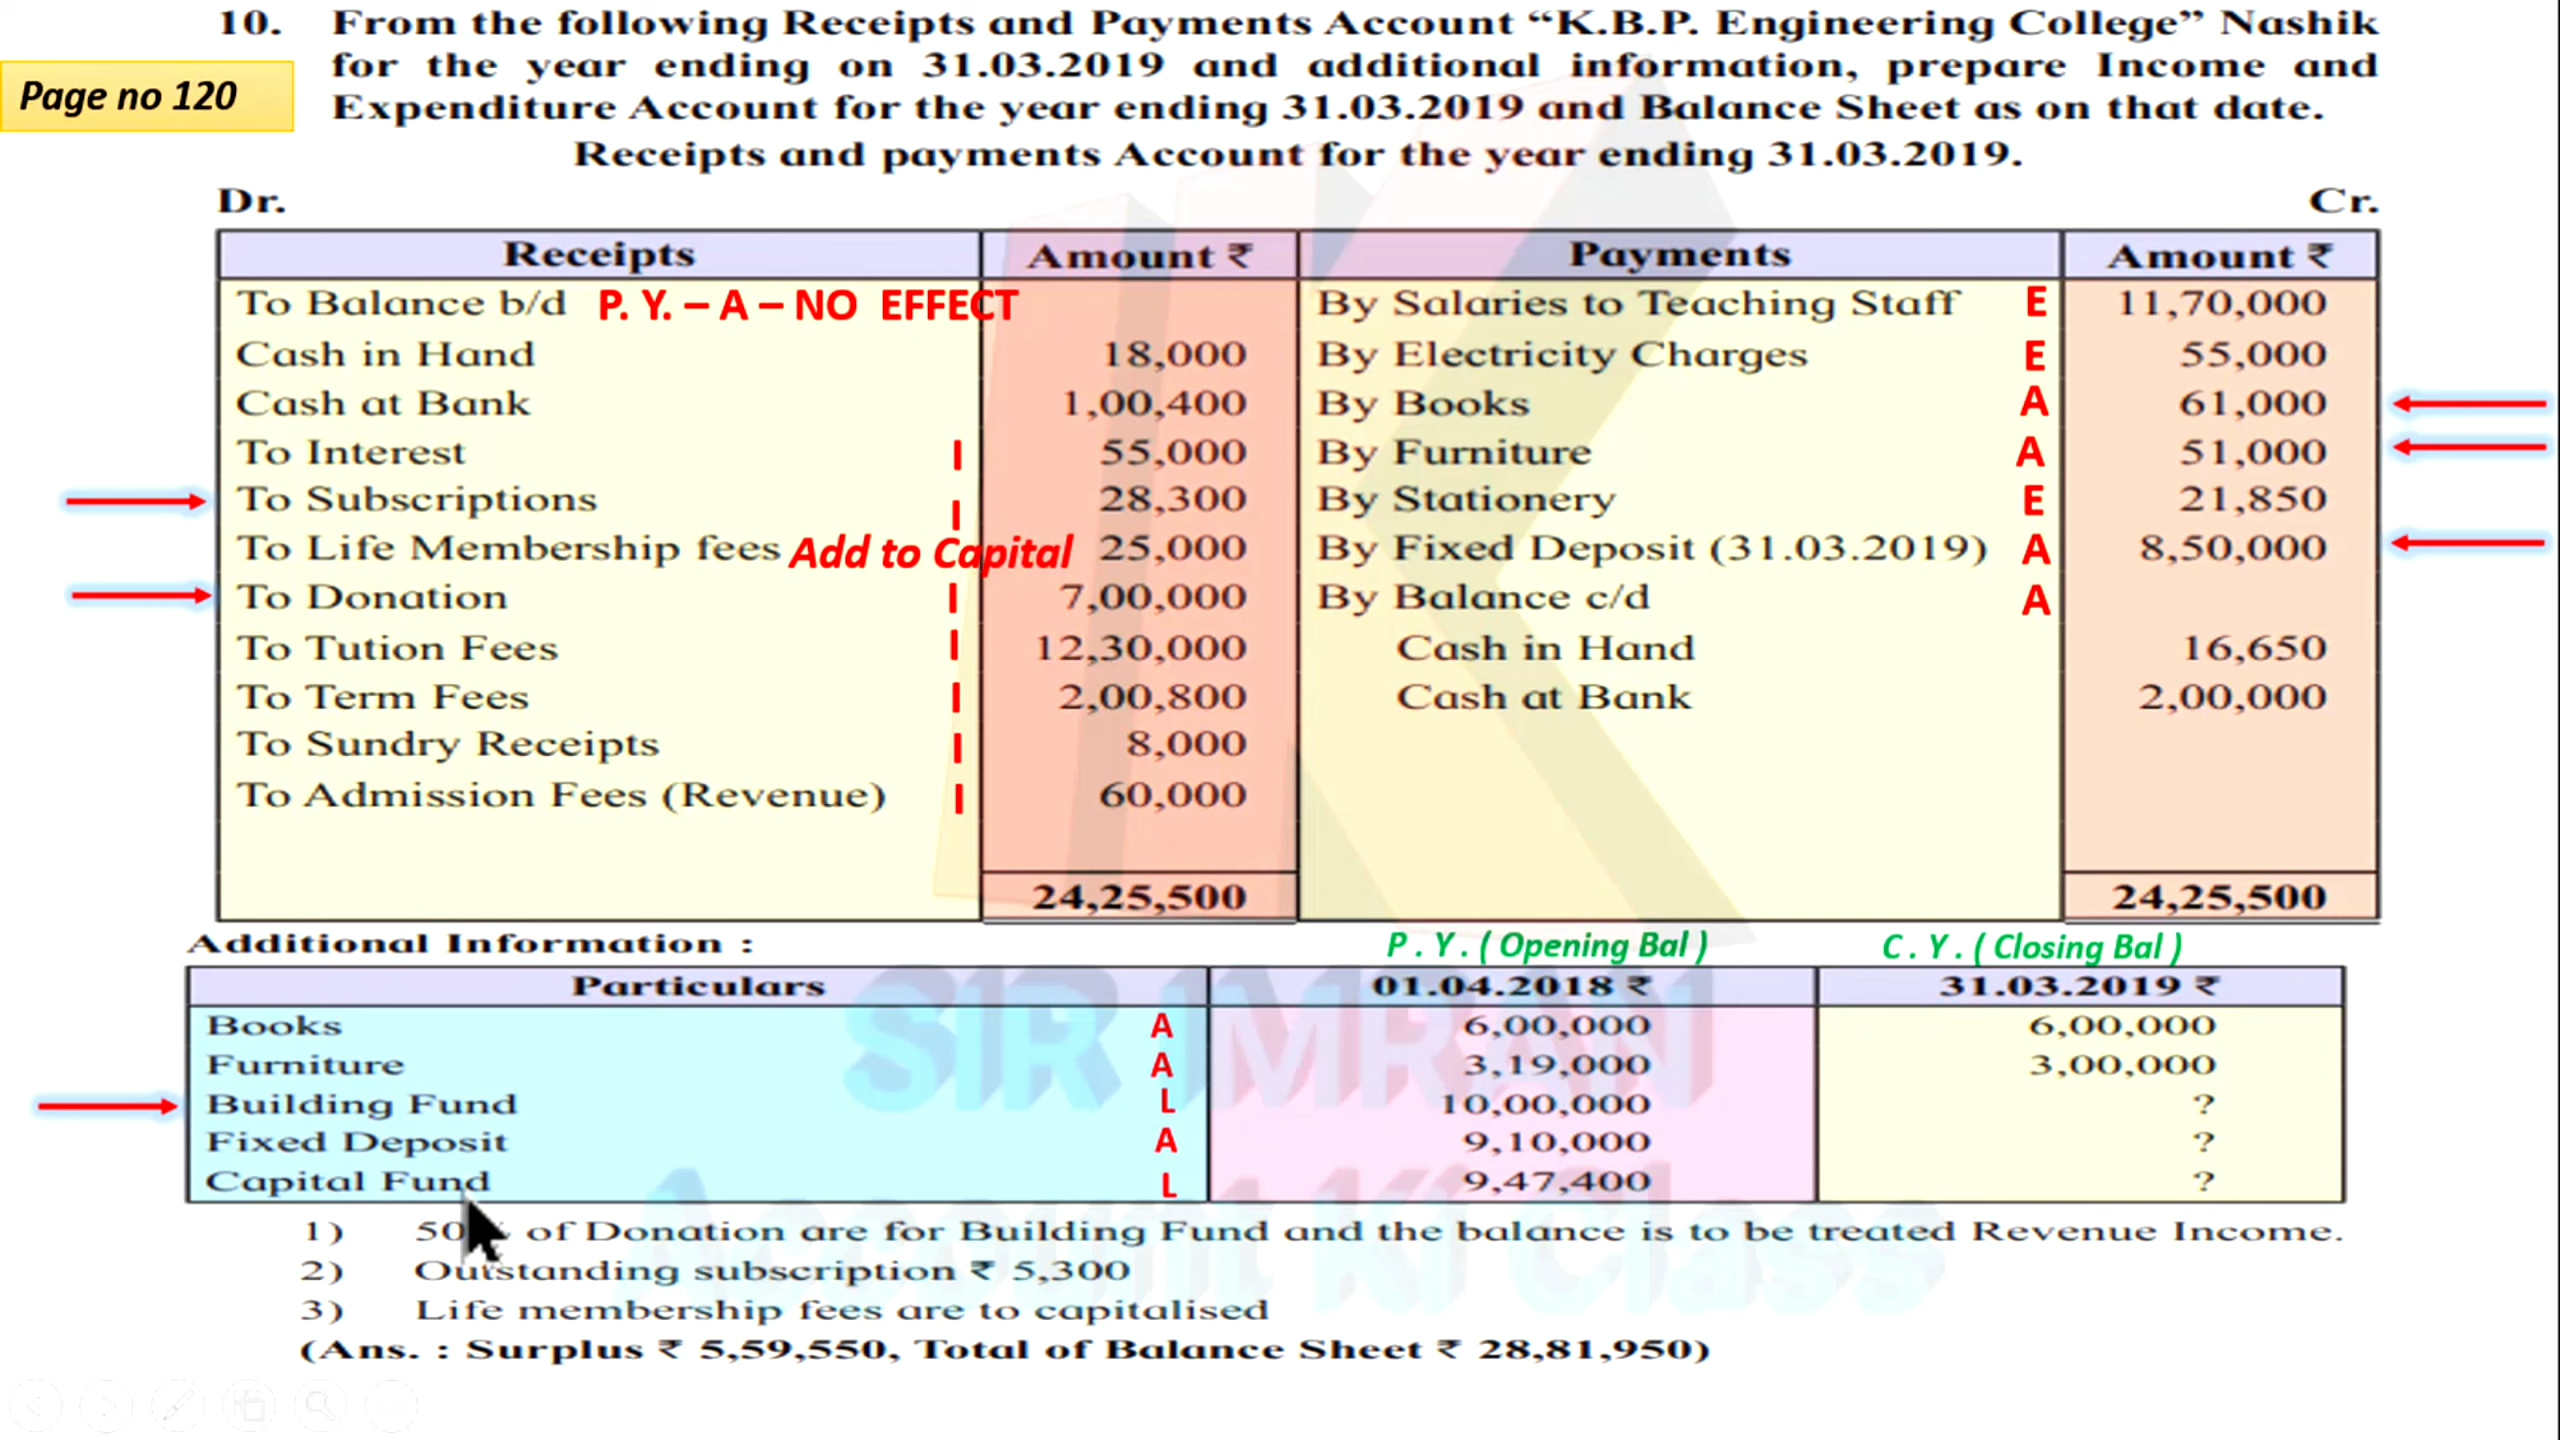 10. From the following Receipts and Payments Account “K.B.P. Engineering College” Nashik
for the year ending on 31.03.2019 and additional information, prepare Income and
Page no 120
Expenditure Account for the year ending 31.03.2019 and Balance Sheet as on that date.
Receipts and payments Account for the year ending 31.03.2019.
Dr. Cr.
Receipts Amount ₹ Payments Amount ₹
To Balance b/d P. Y. – A – NO EFFECT By Salaries to Teaching Staff E 11,70,000
Cash in Hand 18,000 By Electricity Charges E 55,000
Cash at Bank 1,00,400 By Books A 61,000
To Interest I 55,000 By Furniture A 51,000
To Subscriptions I 28,300 By Stationery E 21,850
To Life Membership fees Add to Capital 25,000 By Fixed Deposit (31.03.2019) A 8,50,000
To Donation I 7,00,000 By Balance c/d A
To Tution Fees I 12,30,000 Cash in Hand 16,650
To Term Fees I 2,00,800 Cash at Bank 2,00,000
To Sundry Receipts I 8,000
To Admission Fees (Revenue) I 60,000
24,25,500 24,25,500
Additional Information : P . Y . ( Opening Bal ) C . Y . ( Closing Bal )
Particulars 01.04.2018 ₹ 31.03.2019 ₹
Books A 6,00,000 6,00,000
Furniture A 3,19,000 3,00,000
Building Fund L 10,00,000 ?
Fixed Deposit A 9,10,000 ?
Capital Fund L 9,47,400 ?
SIR IMRAN
Account Ki Class
1) 50% of Donation are for Building Fund and the balance is to be treated Revenue Income.
2) Outstanding subscription ₹ 5,300
3) Life membership fees are to capitalised
(Ans. : Surplus ₹ 5,59,550, Total of Balance Sheet ₹ 28,81,950)